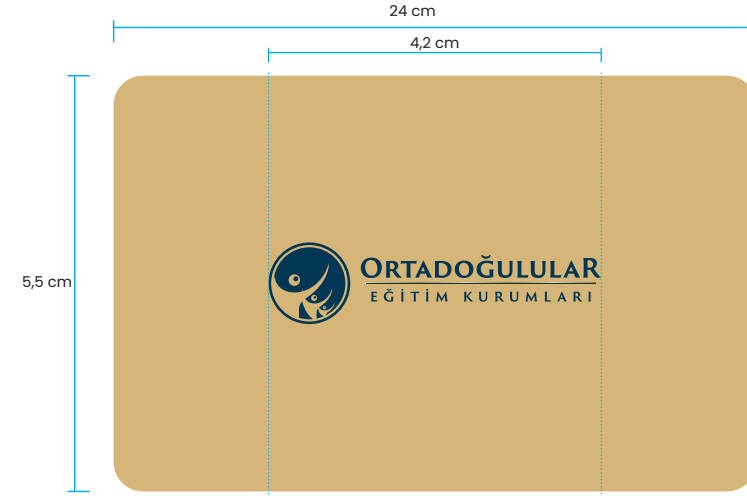 24 cm
4,2 cm
5,5 cm
ORTADOĞULULAR
EĞİTİM KURUMLARI